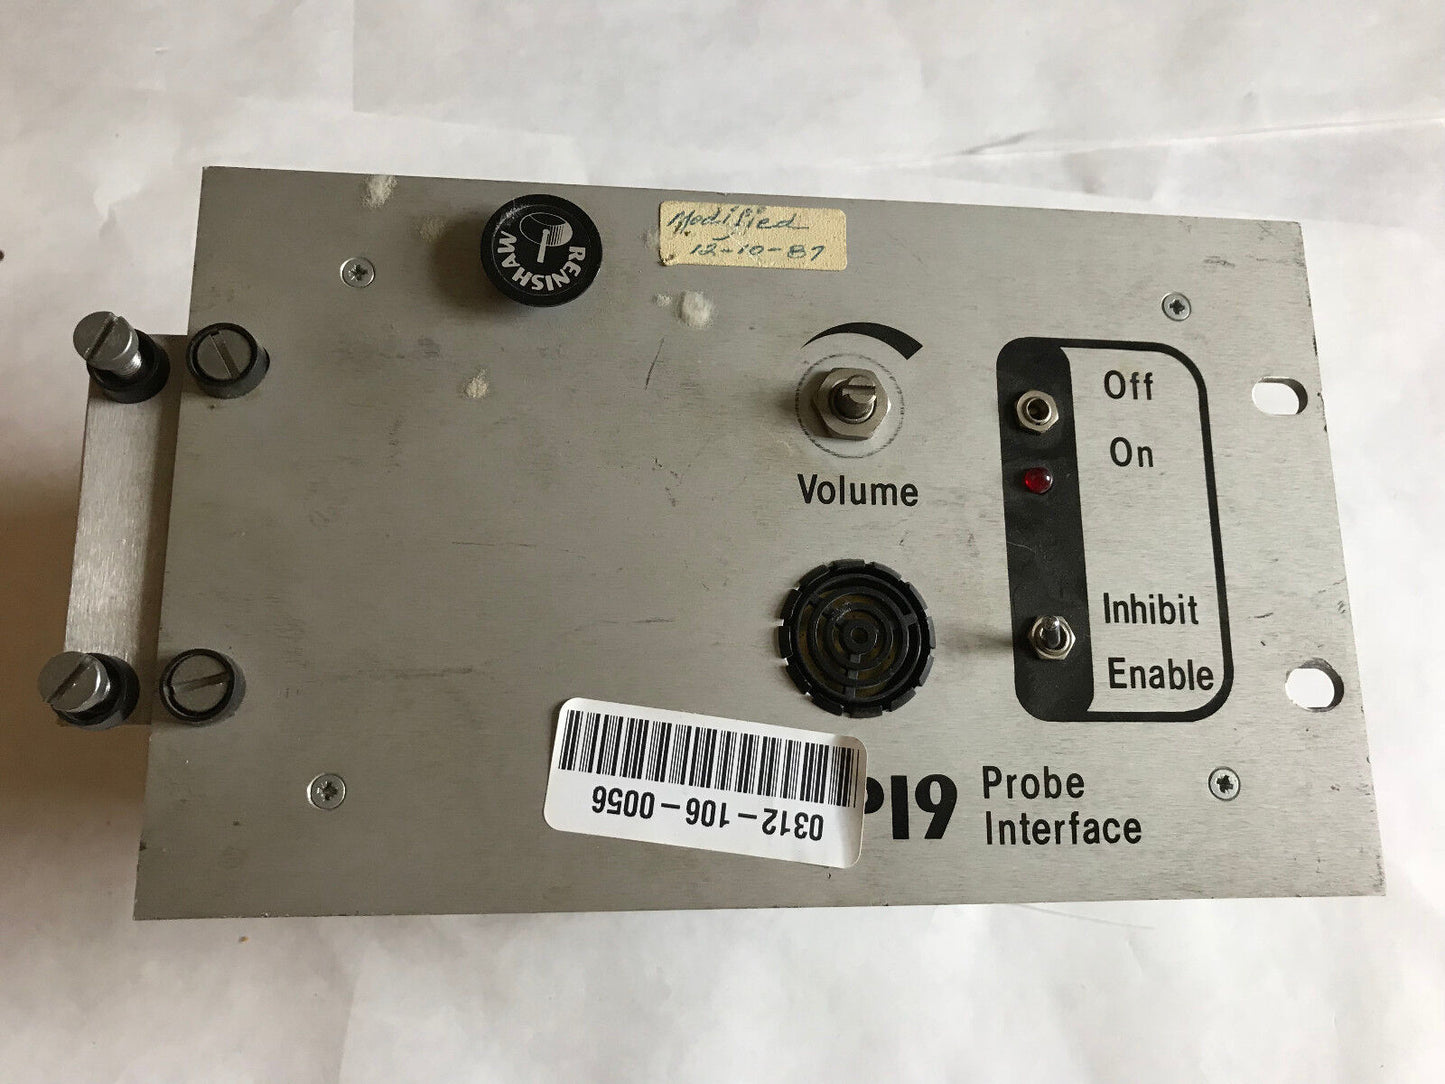 RENISHAW
Modified
12-10-87
Off
On
Volume
Inhibit
Enable
0312-106-0056
PI9 Probe
Interface